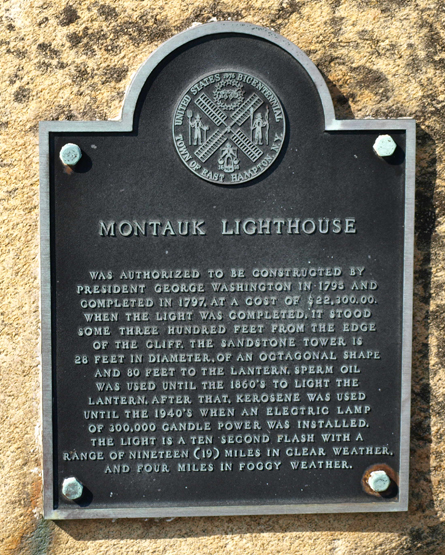 UNITED STATES 1976 BICENTENNIAL
TOWN OF EAST HAMPTON N.Y.
MONTAUK LIGHTHOUSE
WAS AUTHORIZED TO BE CONSTRUCTED BY
PRESIDENT GEORGE WASHINGTON IN 1795 AND
COMPLETED IN 1797, AT A COST OF $22,300.00.
WHEN THE LIGHT WAS COMPLETED, IT STOOD
SOME THREE HUNDRED FEET FROM THE EDGE
OF THE CLIFF. THE SANDSTONE TOWER IS
28 FEET IN DIAMETER, OF AN OCTAGONAL SHAPE
AND 80 FEET TO THE LANTERN. SPERM OIL
WAS USED UNTIL THE 1860'S TO LIGHT THE
LANTERN. AFTER THAT, KEROSENE WAS USED
UNTIL THE 1940'S WHEN AN ELECTRIC LAMP
OF 300,000 CANDLE POWER WAS INSTALLED.
THE LIGHT IS A TEN SECOND FLASH WITH A
RANGE OF NINETEEN (19) MILES IN CLEAR WEATHER,
AND FOUR MILES IN FOGGY WEATHER.